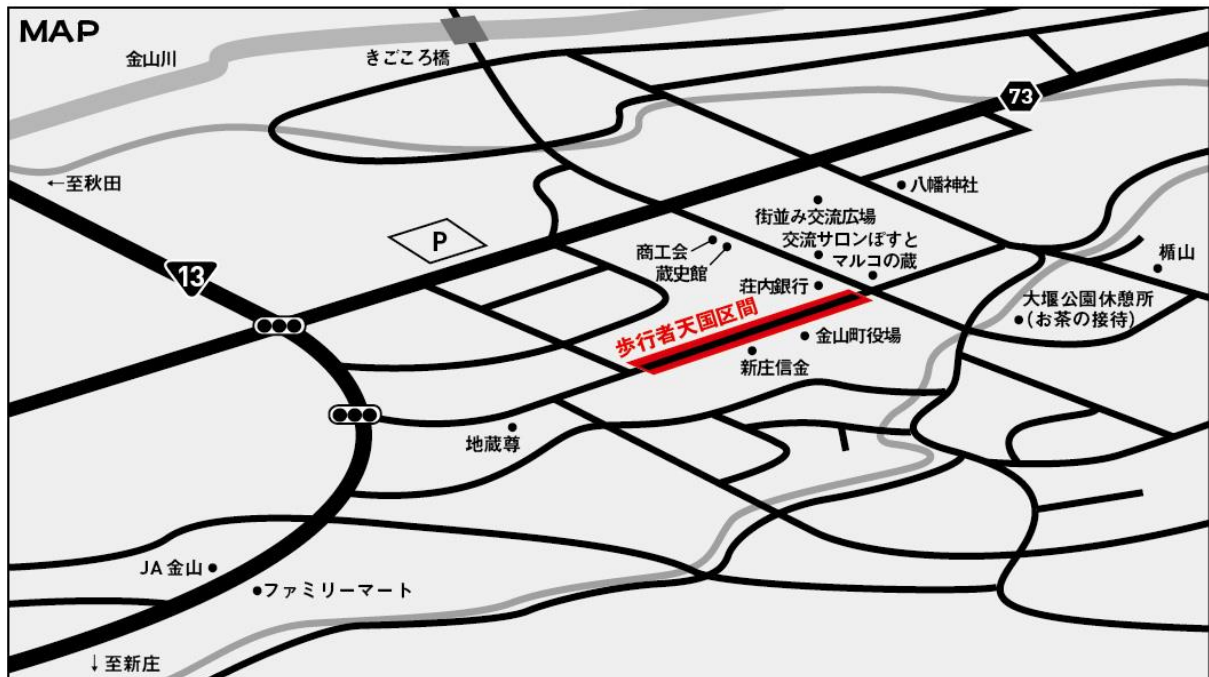 MAP
金山川
きごころ橋
73
←至秋田
八幡神社
街並み交流広場
P
商工会
交流サロンぽすと
蔵史館
マルコの蔵
楯山
13
荘内銀行
大堰公園休憩所
(お茶の接待)
歩行者天国区間
金山町役場
新庄信金
地蔵尊
JA 金山
ファミリーマート
↓至新庄